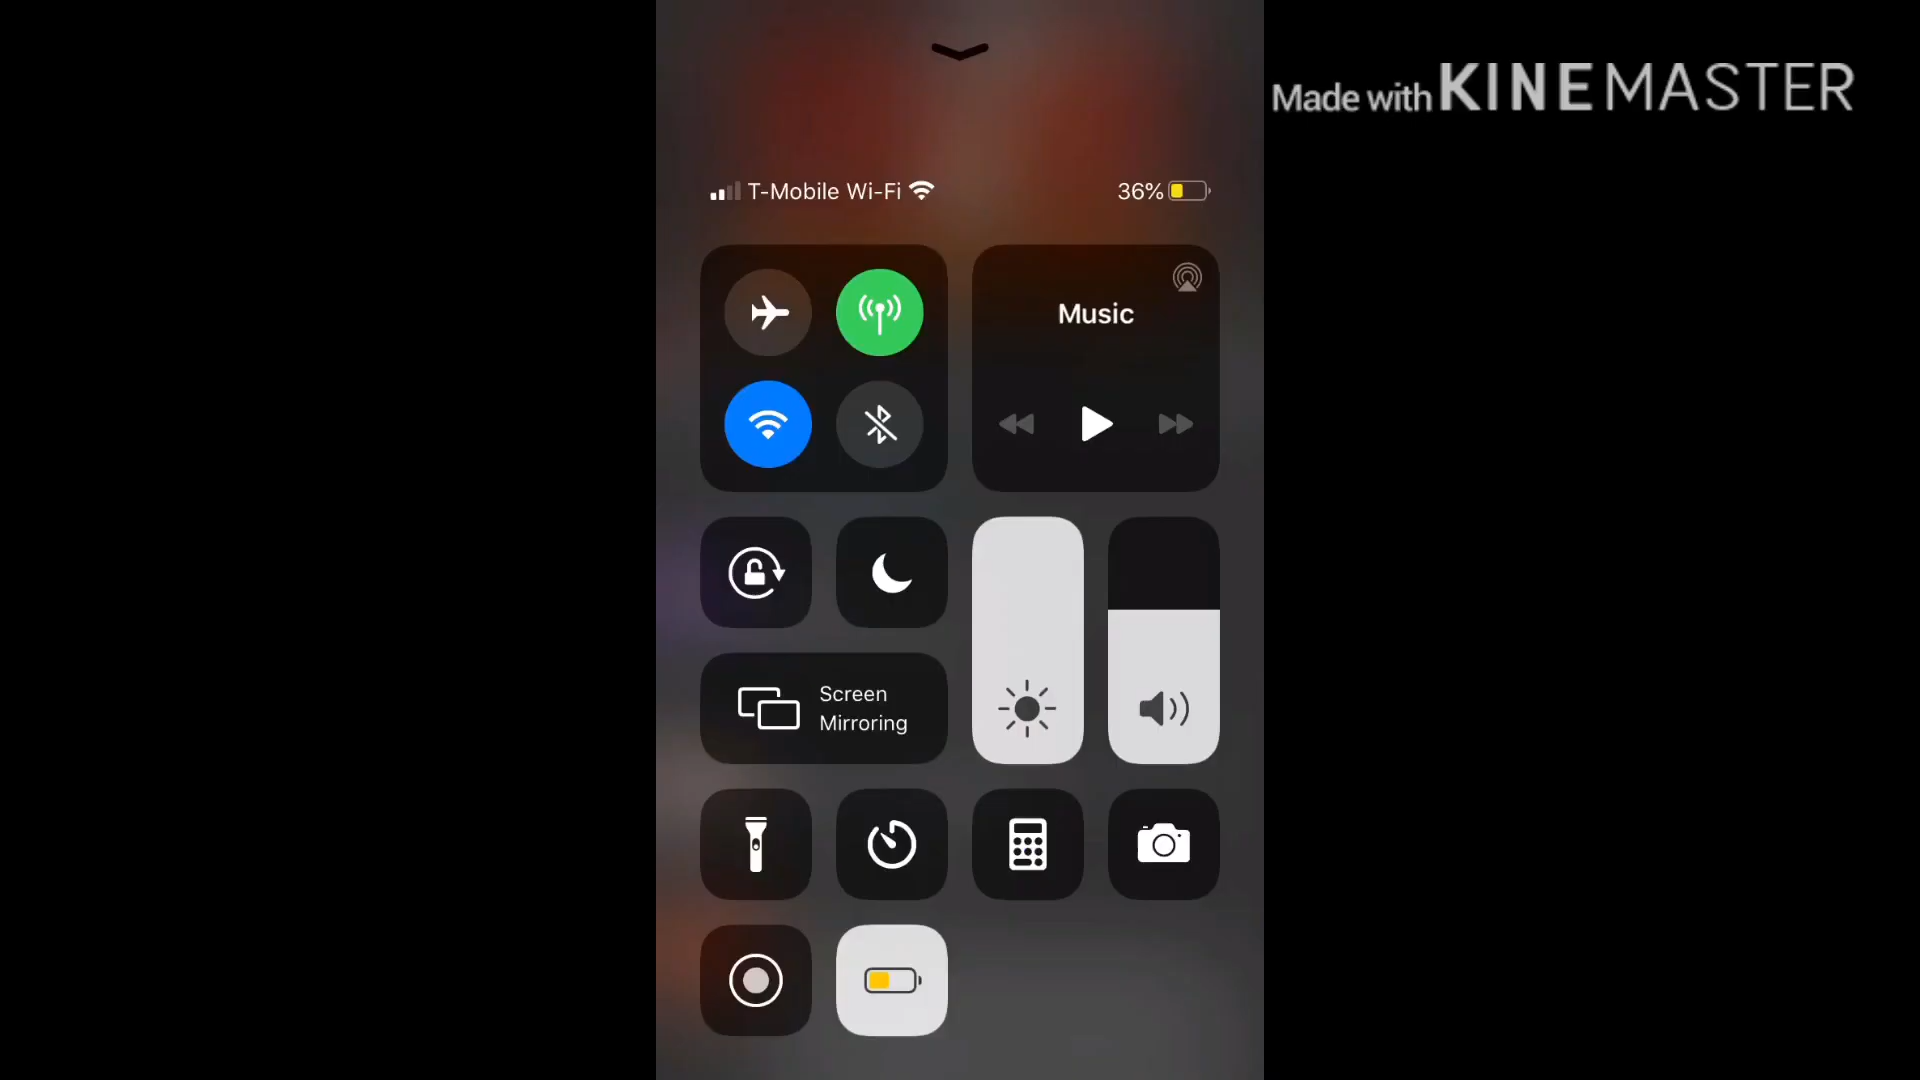 Made with KINEMASTER
T-Mobile Wi-Fi 36%
Music
Screen
Mirroring